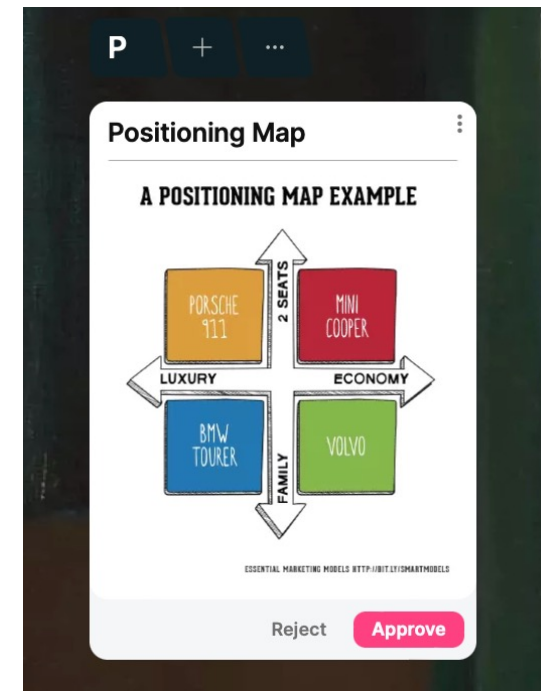 P
Positioning Map
A POSITIONING MAP EXAMPLE
2 SEATS
PORSCHE
911
MINI
COOPER
LUXURY
ECONOMY
BMW
TOURER
VOLVO
FAMILY
ESSENTIAL MARKETING MODELS HTTP://BIT.LY/SMARTMODELS
Reject
Approve